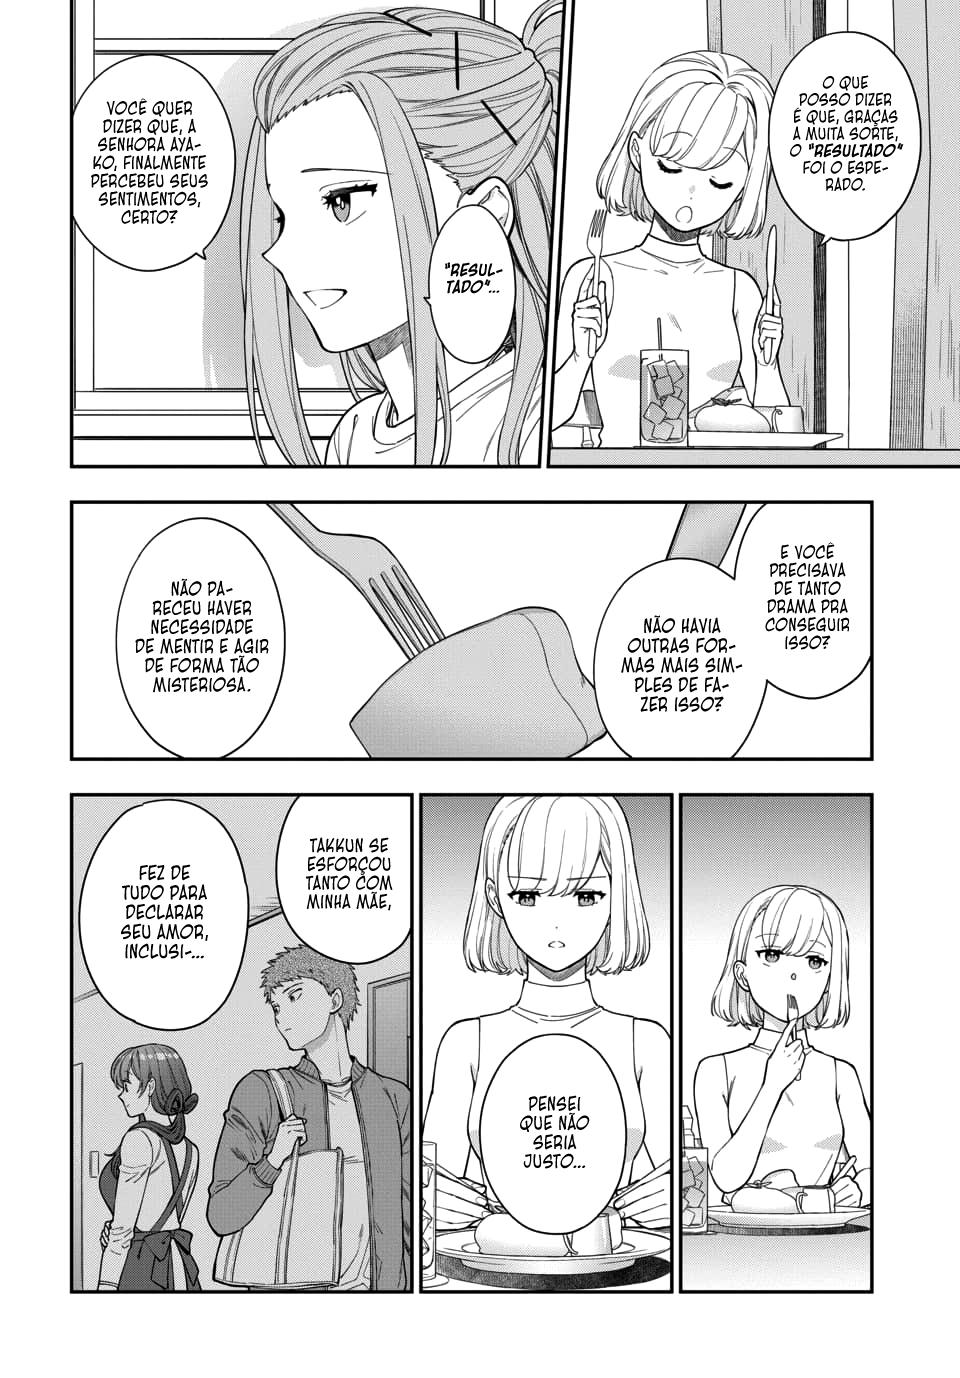 O QUE
POSSO DIZER
É QUE, GRAÇAS
A MUITA SORTE,
O "RESULTADO"
FOI O ESPE-
RADO.
"RESUL-
TADO"...
VOCÊ QUER
DIZER QUE, A
SENHORA AYA-
KO, FINALMENTE
PERCEBEU SEUS
SENTIMENTOS,
CERTO?
E VOCÊ
PRECISAVA
DE TANTO
DRAMA PRA
CONSEGUIR
ISSO?
NÃO HAVIA
OUTRAS FOR-
MAS MAIS SIM-
PLES DE FA-
ZER ISSO?
NÃO PA-
RECEU HAVER
NECESSIDADE
DE MENTIR E AGIR
DE FORMA TÃO
MISTERIOSA.
PENSEI
QUE NÃO
SERIA
JUSTO...
TAKKUN SE
ESFORÇOU
TANTO COM
MINHA MÃE,
FEZ DE
TUDO PARA
DECLARAR
SEU AMOR,
INCLUSI-...